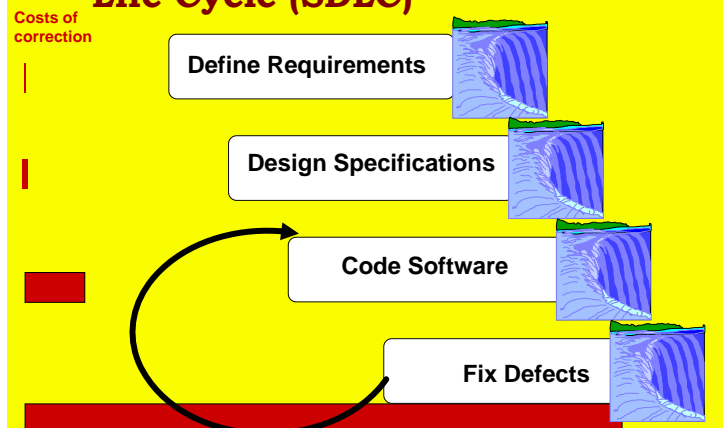 Life Cycle (SDLC)
Costs of
correction
Define Requirements
Design Specifications
Code Software
Fix Defects